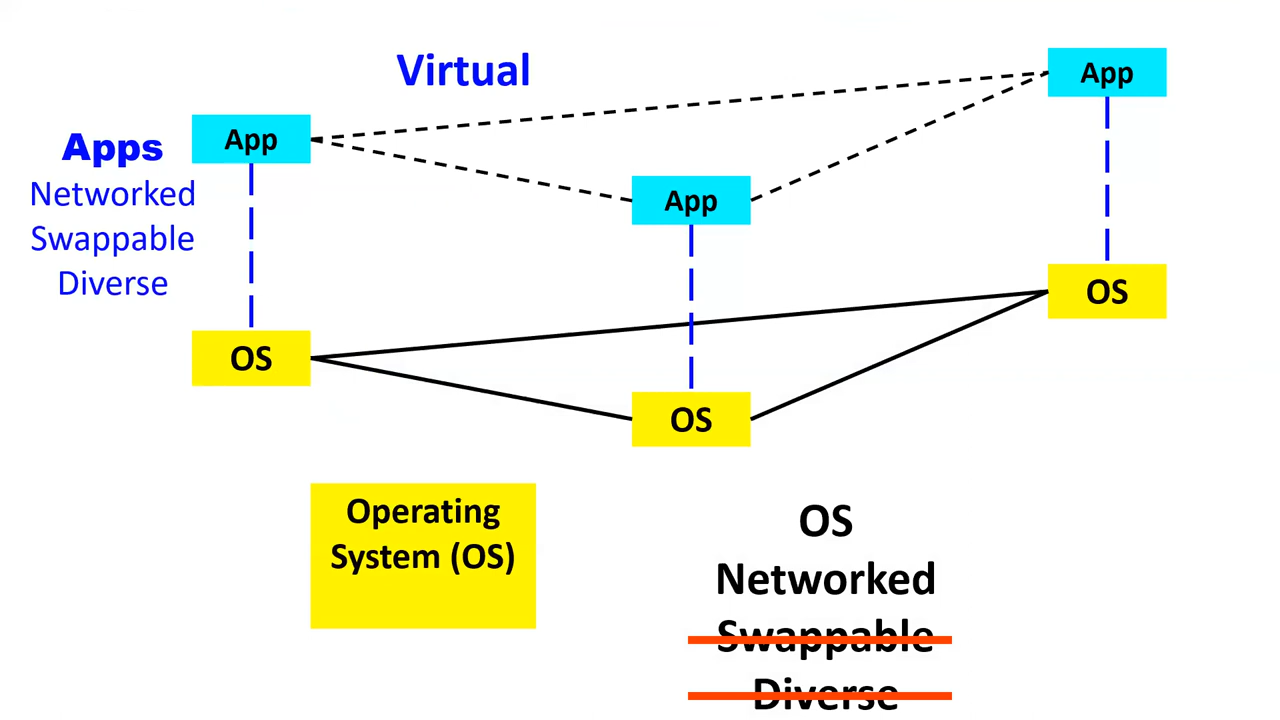 Virtual
App
App
Apps
Networked
Swappable
Diverse
App
OS
OS
OS
Operating
System (OS)
OS
Networked
Swappable
Diverse